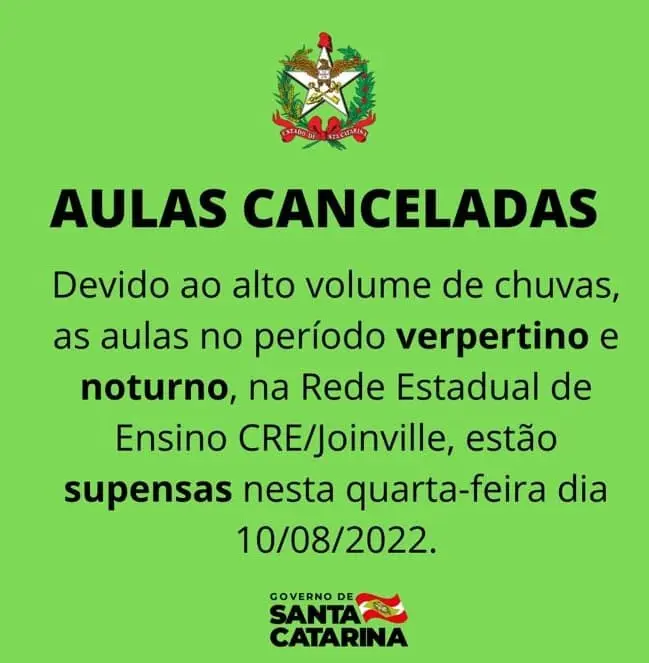 ESTADO DE SANTA CATARINA
AULAS CANCELADAS
Devido ao alto volume de chuvas,
as aulas no período verpertino e
noturno, na Rede Estadual de
Ensino CRE/Joinville, estão
supensas nesta quarta-feira dia
10/08/2022.
GOVERNO DE
SANTA
CATARINA